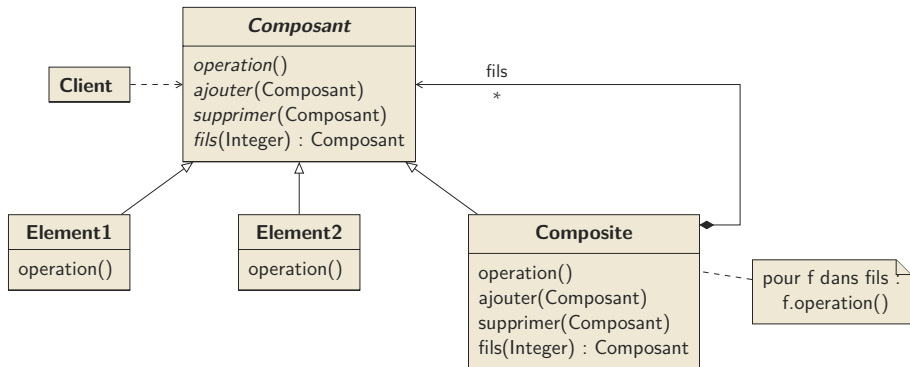 Composant
operation()
ajouter(Composant)
supprimer(Composant)
fils(Integer) : Composant
Client
fils
*
Element1
operation()
Element2
operation()
Composite
operation()
ajouter(Composant)
supprimer(Composant)
fils(Integer) : Composant
pour f dans fils :
f.operation()